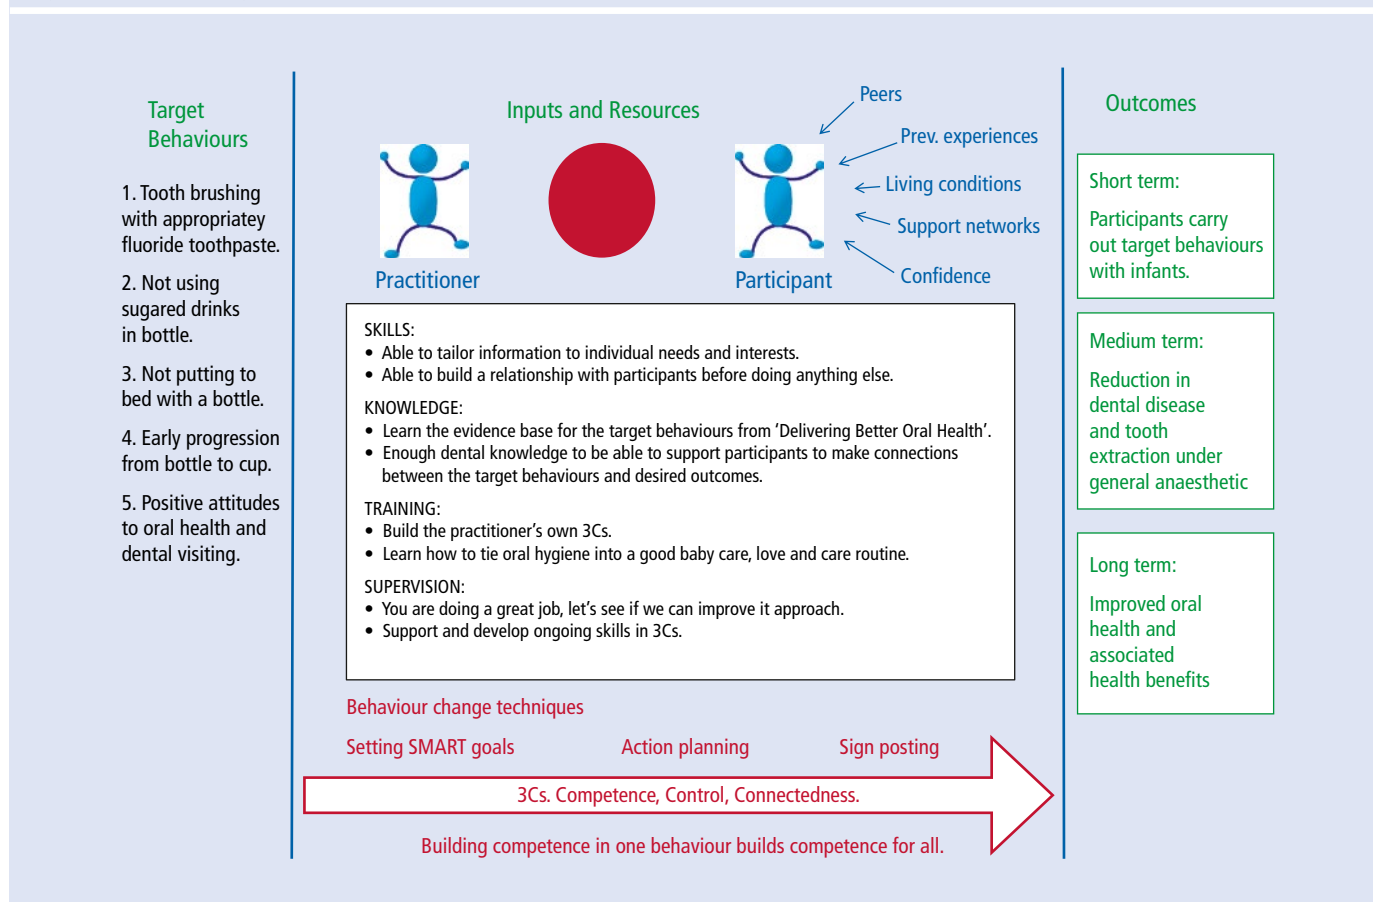 Target
Behaviours
1. Tooth brushing
with appropriatey
fluoride toothpaste.
2. Not using
sugared drinks
in bottle.
3. Not putting to
bed with a bottle.
4. Early progression
from bottle to cup.
5. Positive attitudes
to oral health and
dental visiting.
Inputs and Resources
Practitioner
Participant
Peers
Prev. experiences
Living conditions
Support networks
Confidence
SKILLS:
• Able to tailor information to individual needs and interests.
• Able to build a relationship with participants before doing anything else.
KNOWLEDGE:
• Learn the evidence base for the target behaviours from ‘Delivering Better Oral Health’.
• Enough dental knowledge to be able to support participants to make connections
between the target behaviours and desired outcomes.
TRAINING:
• Build the practitioner’s own 3Cs.
• Learn how to tie oral hygiene into a good baby care, love and care routine.
SUPERVISION:
• You are doing a great job, let’s see if we can improve it approach.
• Support and develop ongoing skills in 3Cs.
Behaviour change techniques
Setting SMART goals
Action planning
Sign posting
3Cs. Competence, Control, Connectedness.
Building competence in one behaviour builds competence for all.
Outcomes
Short term:
Participants carry
out target behaviours
with infants.
Medium term:
Reduction in
dental disease
and tooth
extraction under
general anaesthetic
Long term:
Improved oral
health and
associated
health benefits